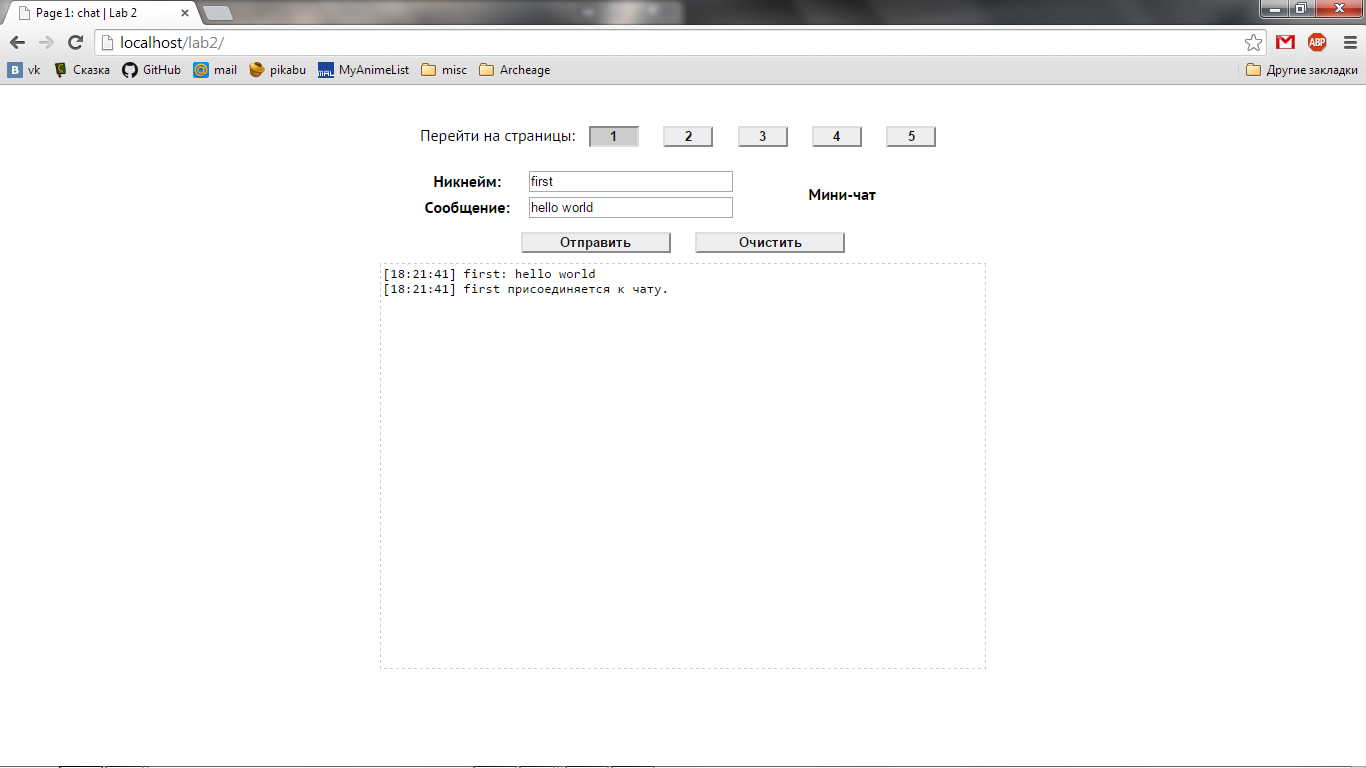 Page 1: chat | Lab 2
localhost/lab2/
ABP
B vk Сказка GitHub mail pikabu MAL MyAnimeList misc Archeage Другие закладки
Перейти на страницы: 1 2 3 4 5
Никнейм: first
Мини-чат
Сообщение: hello world
Отправить Очистить
[18:21:41] first: hello world
[18:21:41] first присоединяется к чату.